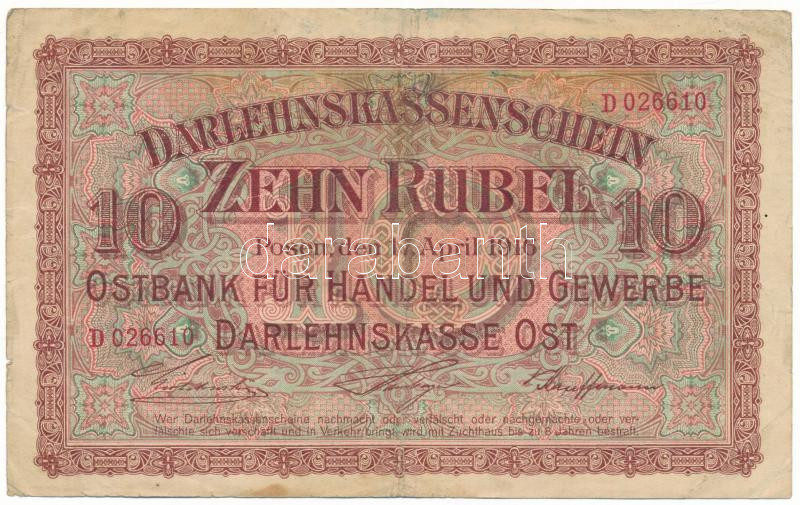 D 026610
DARLEHNSKASSENSCHEIN
ZEHN RUBEL
10 10
Posen, den April 1916
darabanth
OSTBANK FÜR HANDEL UND GEWERBE
D 026610 DARLEHNSKASSE OST
Wer Darlehnskassenscheine nachmacht oder verfälscht oder nachgemachte oder ver-
fälschte sich verschafft und in Verkehr bringt, wird mit Zuchthaus bis zu 8 Jahren bestraft.